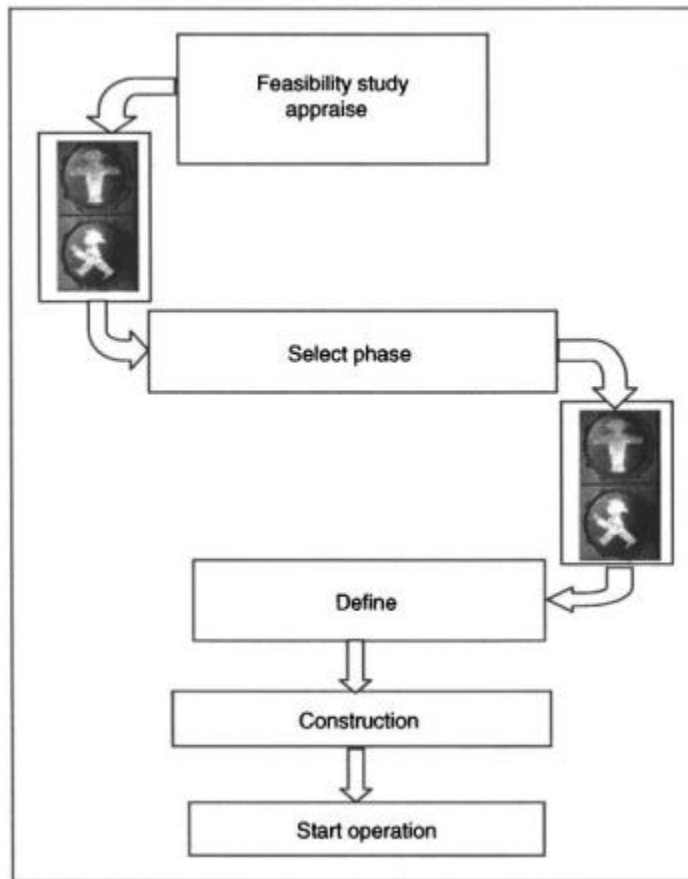 Feasibility study
appraise
Select phase
Define
Construction
Start operation